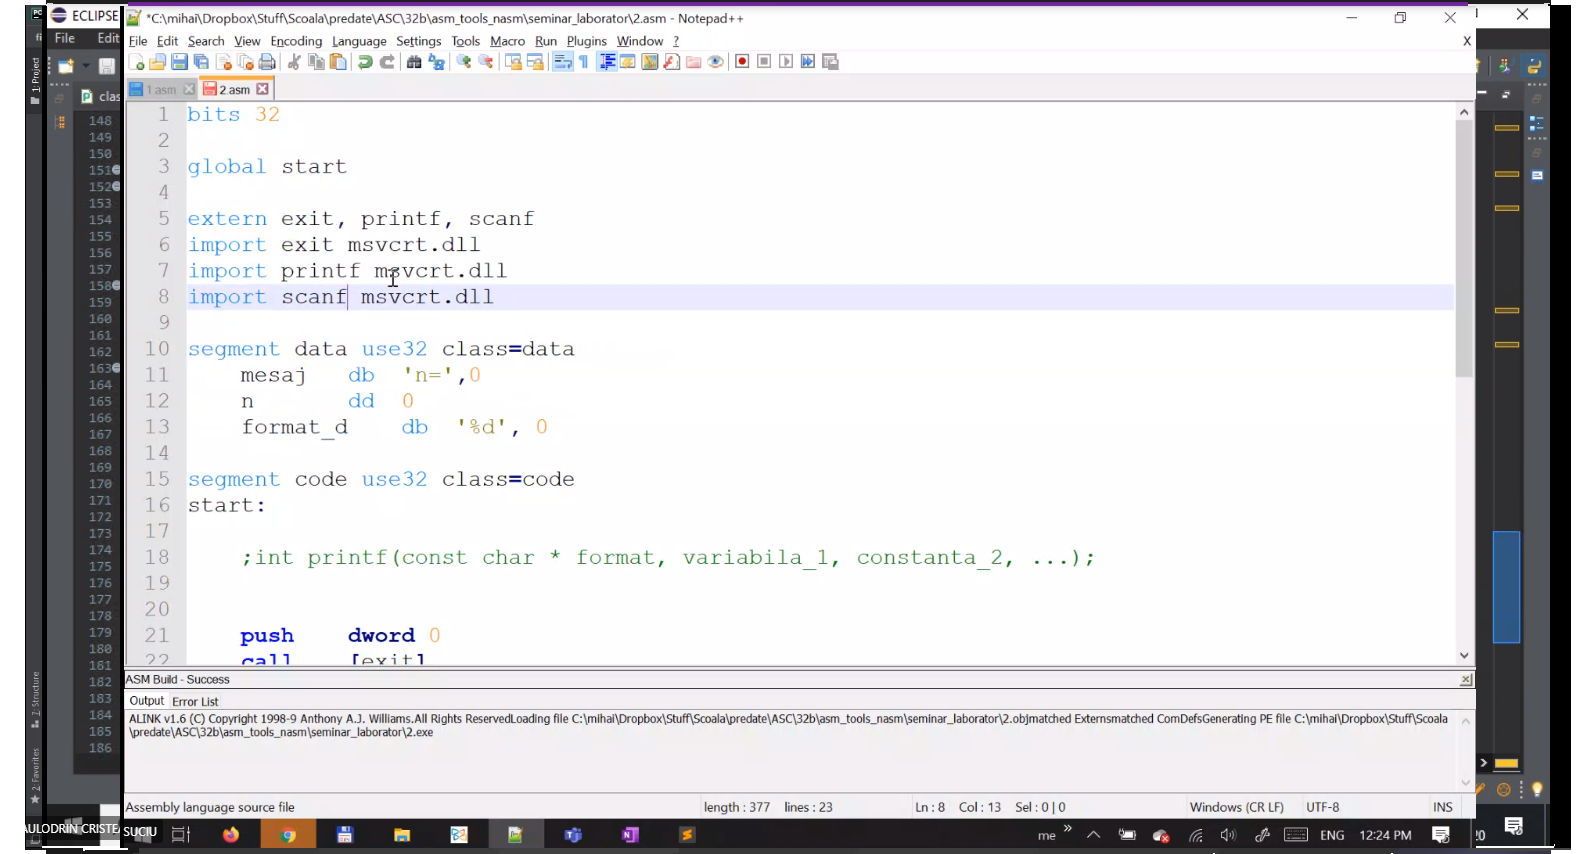 ECLIPSE
*C:\mihai\Dropbox\Stuff\Scoala\predate\ASC\32b\asm_tools_nasm\seminar_laborator\2.asm - Notepad++
File Edit
File Edit Search View Encoding Language Settings Tools Macro Run Plugins Window ? X
1: Project
clas
1.asm 2.asm
148
149
150
151
152
153
154
155
156
157
158
159
160
161
162
163
164
165
166
167
168
169
170
171
172
173
174
175
176
177
178
179
180
181
182
183
184
185
186
1 bits 32
2
3 global start
4
5 extern exit, printf, scanf
6 import exit msvcrt.dll
7 import printf msvcrt.dll
8 import scanf msvcrt.dll
9
10 segment data use32 class=data
11 mesaj db 'n=',0
12 n dd 0
13 format_d db '%d', 0
14
15 segment code use32 class=code
16 start:
17
18 ;int printf(const char * format, variabila_1, constanta_2, ...);
19
20
21 push dword 0
22 call [exit]
7: Structure
2: Favorites
ASM Build - Success
Output Error List
ALINK v1.6 (C) Copyright 1998-9 Anthony A.J. Williams.All Rights ReservedLoading file C:\mihai\Dropbox\Stuff\Scoala\predate\ASC\32b\asm_tools_nasm\seminar_laborator\2.objmatched Externsmatched ComDefsGenerating PE file C:\mihai\Dropbox\Stuff\Scoala
\predate\ASC\32b\asm_tools_nasm\seminar_laborator\2.exe
Assembly language source file length : 377 lines : 23 Ln : 8 Col : 13 Sel : 0 | 0 Windows (CR LF) UTF-8 INS
AULODRIN CRISTEA SUCIU
me ENG 12:24 PM
20